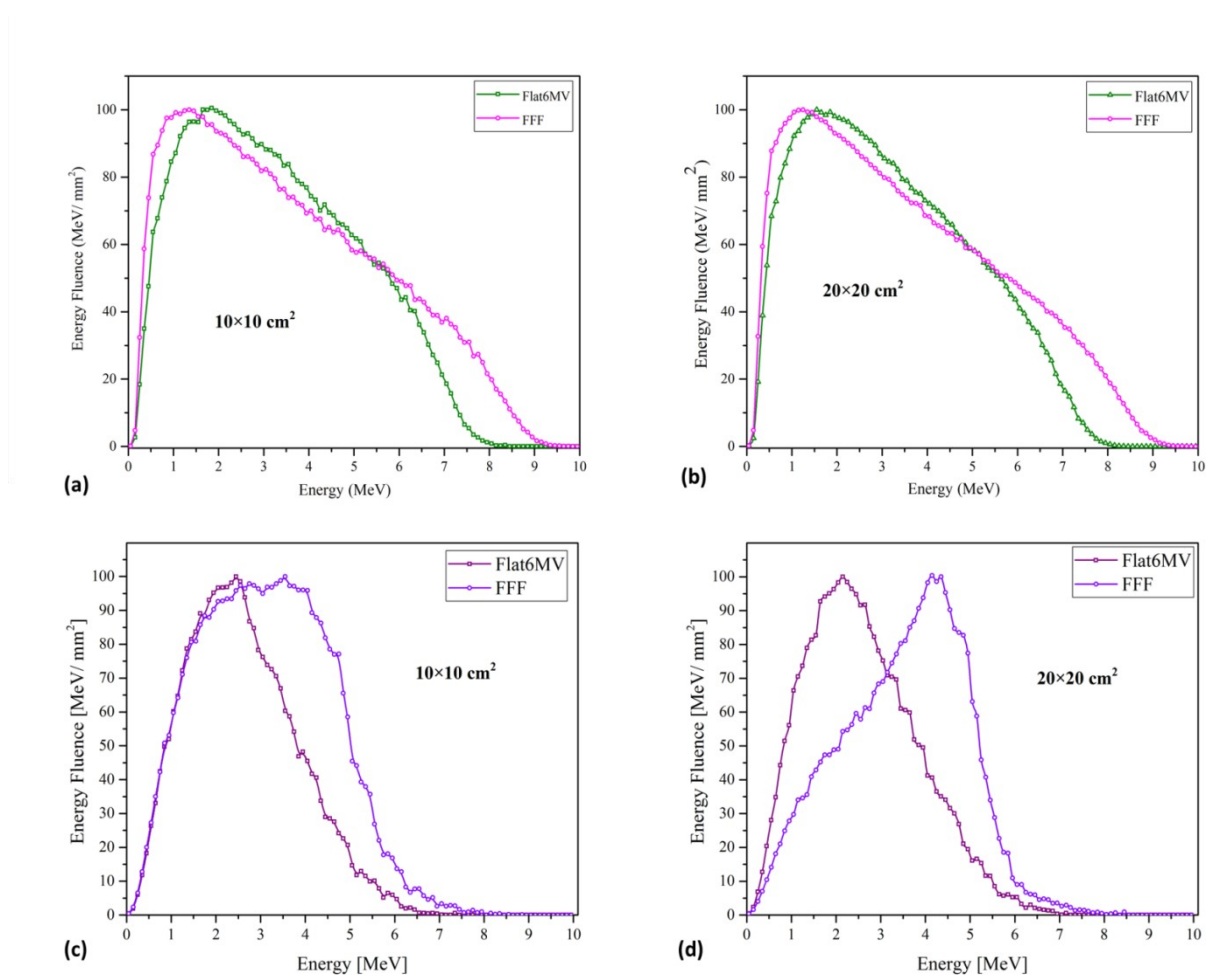 Flat6MV
FFF
100
80
60
40
20
0
Energy Fluence (MeV/ mm²)
10×10 cm²
0 1 2 3 4 5 6 7 8 9 10
Energy (MeV)
(a)
Flat6MV
FFF
100
80
60
40
20
0
Energy Fluence (MeV/ mm²)
20×20 cm²
0 1 2 3 4 5 6 7 8 9 10
Energy (MeV)
(b)
Flat6MV
FFF
100
90
80
70
60
50
40
30
20
10
0
Energy Fluence [MeV/ mm²]
10×10 cm²
0 1 2 3 4 5 6 7 8 9 10
Energy [MeV]
(c)
Flat6MV
FFF
100
90
80
70
60
50
40
30
20
10
0
Energy Fluence [MeV/ mm²]
20×20 cm²
0 1 2 3 4 5 6 7 8 9 10
Energy [MeV]
(d)